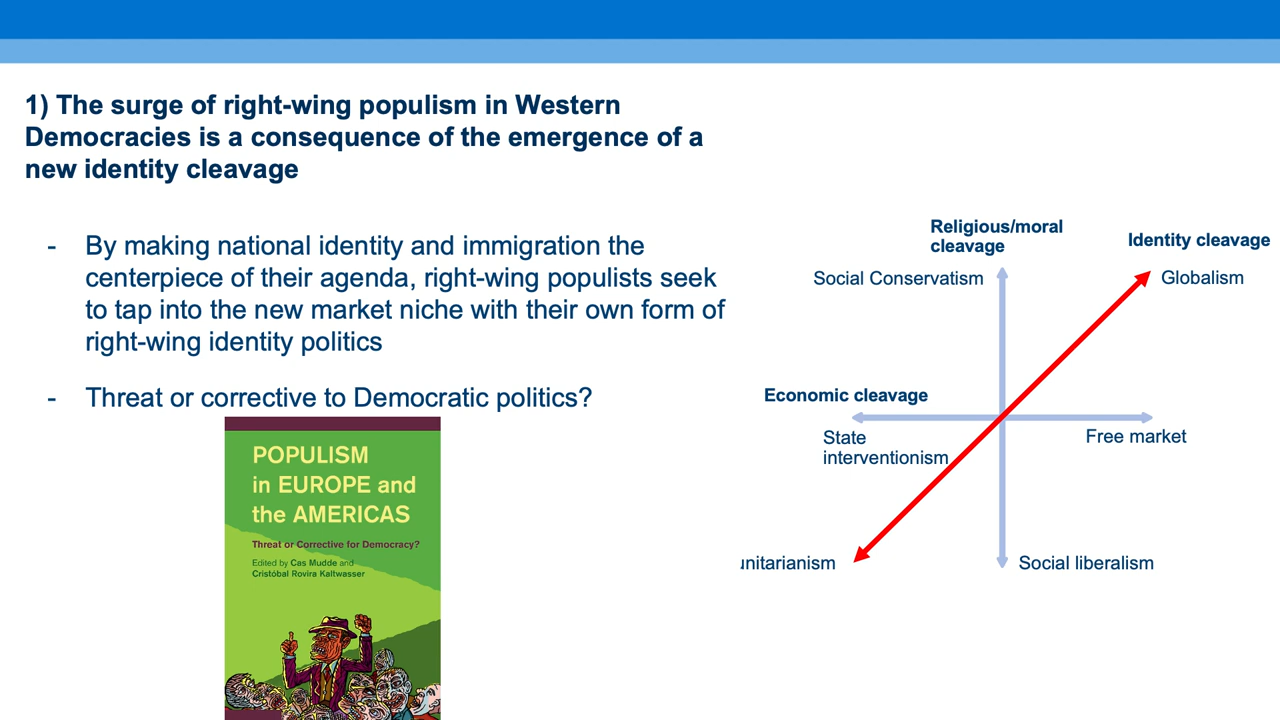 1) The surge of right-wing populism in Western
Democracies is a consequence of the emergence of a
new identity cleavage
- By making national identity and immigration the
centerpiece of their agenda, right-wing populists seek
to tap into the new market niche with their own form of
right-wing identity politics
- Threat or corrective to Democratic politics?
POPULISM
in EUROPE and
the AMERICAS
Threat or Corrective for Democracy?
Edited by Cas Mudde and
Cristóbal Rovira Kaltwasser
Religious/moral
cleavage
Identity cleavage
Social Conservatism
Globalism
Economic cleavage
State
interventionism
Free market
unitarianism
Social liberalism